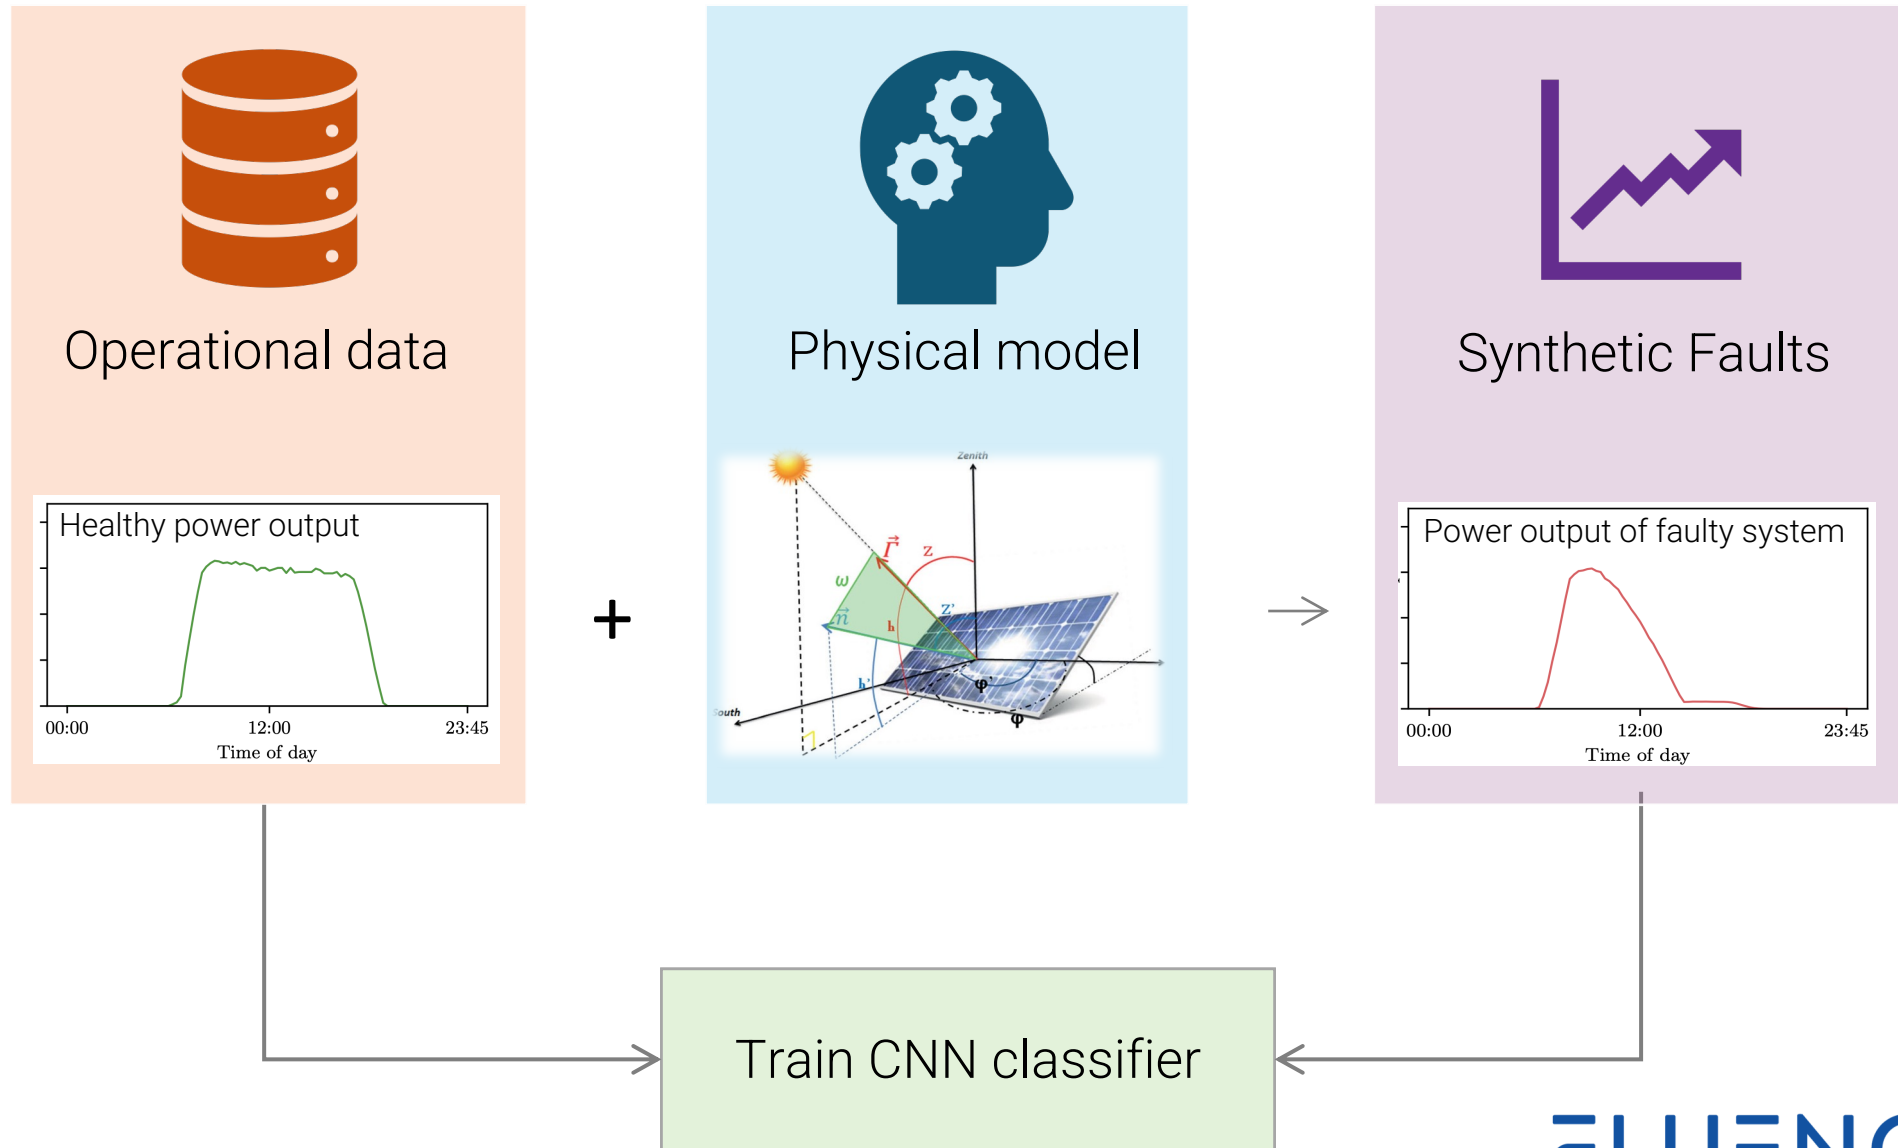 Operational data
Healthy power output
00:00 12:00 23:45
Time of day
+
Physical model
Zenith
Γ Z
ω
n
Z'
h
h'
φ'
φ
South
Synthetic Faults
Power output of faulty system
00:00 12:00 23:45
Time of day
Train CNN classifier